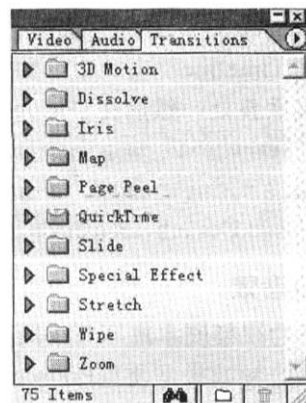 Video Audio Transitions
3D Motion
Dissolve
Iris
Map
Page Peel
QuickTime
Slide
Special Effect
Stretch
Wipe
Zoom
75 Items